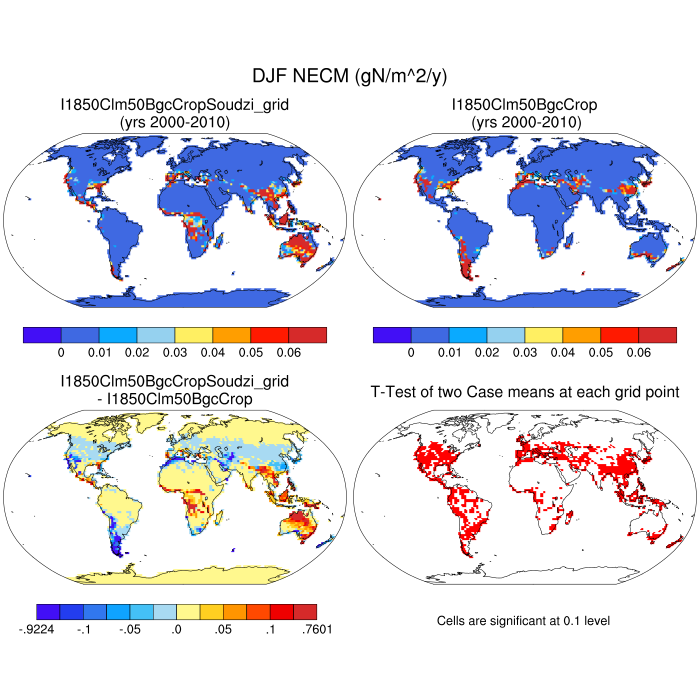 DJF NECM (gN/m^2/y)
I1850Clm50BgcCropSoudzi_grid
(yrs 2000-2010)
I1850Clm50BgcCrop
(yrs 2000-2010)
0 0.01 0.02 0.03 0.04 0.05 0.06
0 0.01 0.02 0.03 0.04 0.05 0.06
I1850Clm50BgcCropSoudzi_grid
- I1850Clm50BgcCrop
T-Test of two Case means at each grid point
-.9224 -.1 -.05 .0 .05 .1 .7601
Cells are significant at 0.1 level